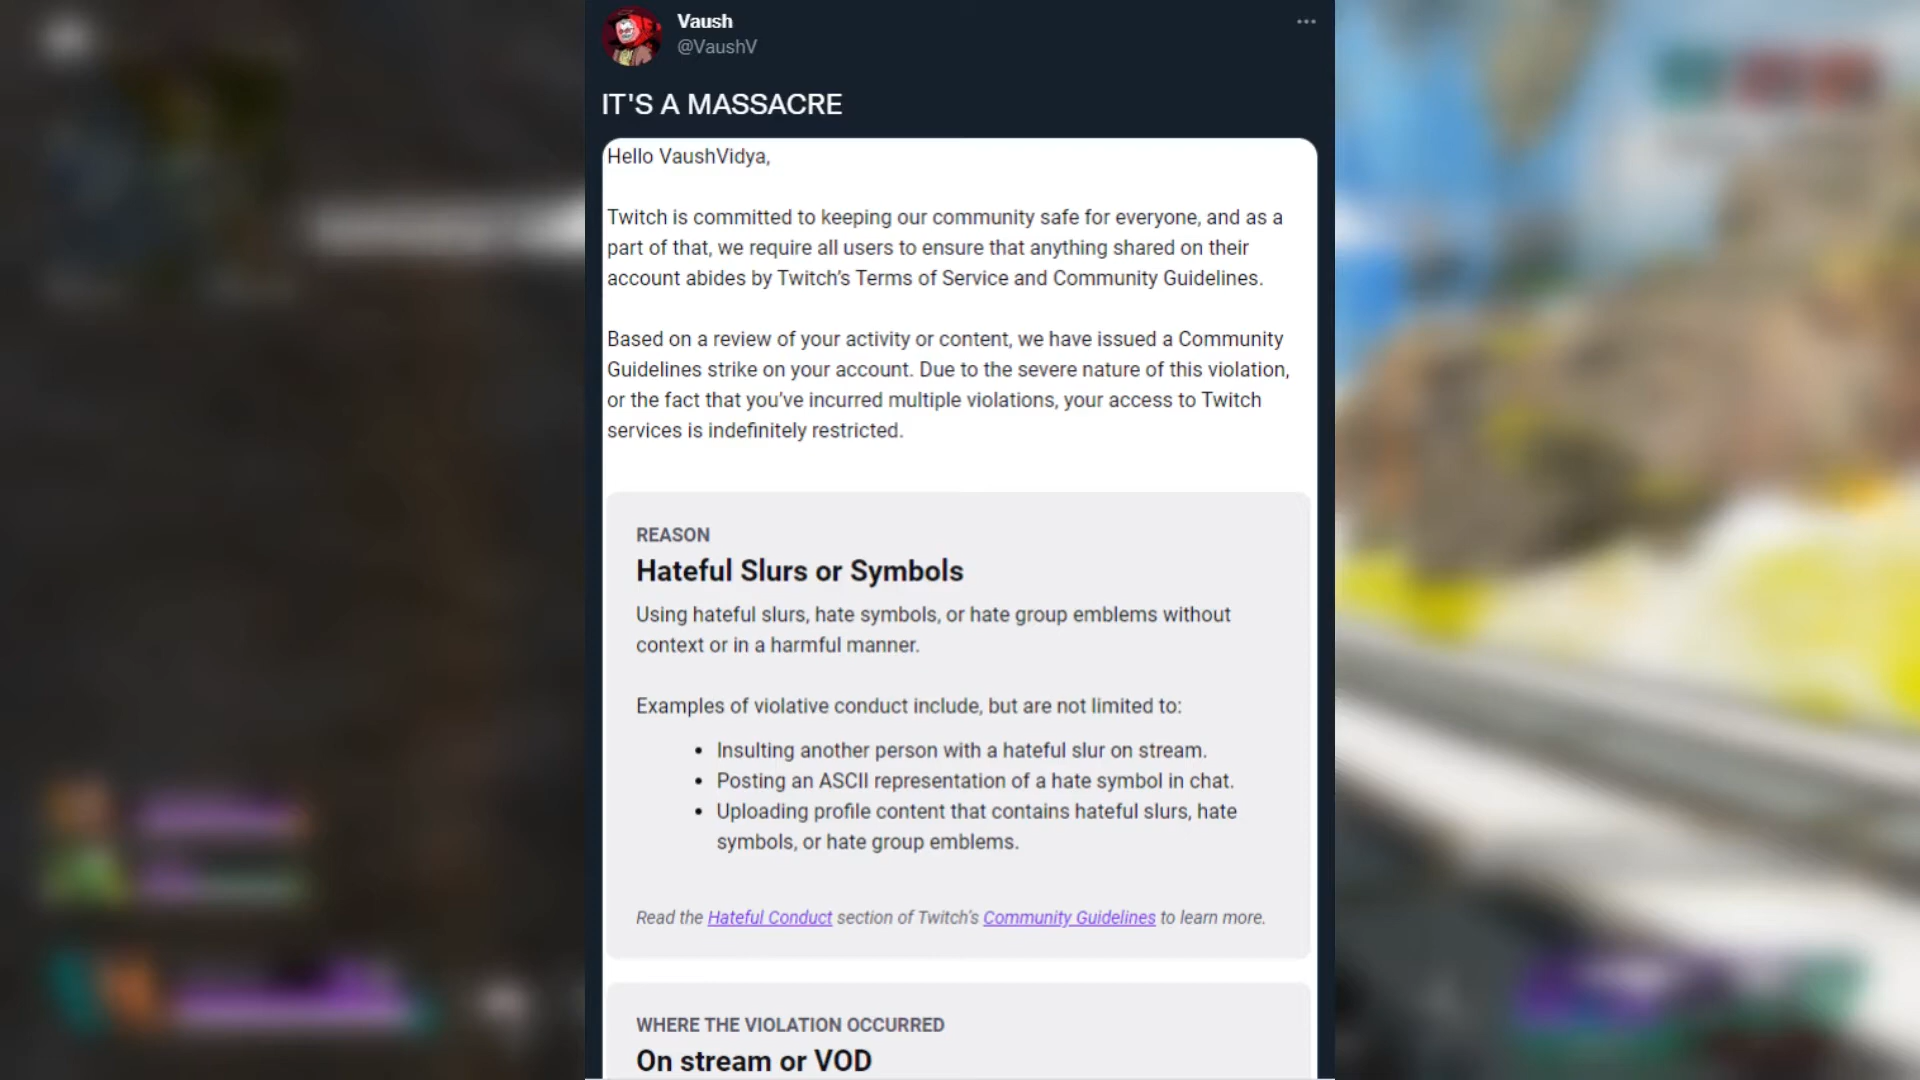 Vaush
@VaushV
IT'S A MASSACRE
Hello VaushVidya,
Twitch is committed to keeping our community safe for everyone, and as a
part of that, we require all users to ensure that anything shared on their
account abides by Twitch's Terms of Service and Community Guidelines.
Based on a review of your activity or content, we have issued a Community
Guidelines strike on your account. Due to the severe nature of this violation,
or the fact that you've incurred multiple violations, your access to Twitch
services is indefinitely restricted.
REASON
Hateful Slurs or Symbols
Using hateful slurs, hate symbols, or hate group emblems without
context or in a harmful manner.
Examples of violative conduct include, but are not limited to:
• Insulting another person with a hateful slur on stream.
• Posting an ASCII representation of a hate symbol in chat.
• Uploading profile content that contains hateful slurs, hate
symbols, or hate group emblems.
Read the Hateful Conduct section of Twitch's Community Guidelines to learn more.
WHERE THE VIOLATION OCCURRED
On stream or VOD